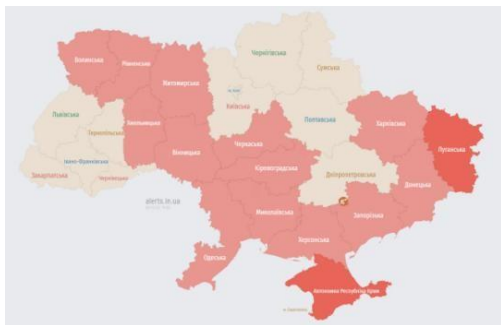 Чернігівська
Волинська
Рівненська
Сумська
Житомирська
м. Київ
Київська
Львівська
Полтавська
Харківська
Тернопільська
Хмельницька
Луганська
Черкаська
Івано-Франківська
Вінницька
Кіровоградська
Закарпатська
Чернівецька
Дніпропетровська
Донецька
alerts.in.ua
Миколаївська
Запорізька
Херсонська
Одеська
Автономна Республіка Крим